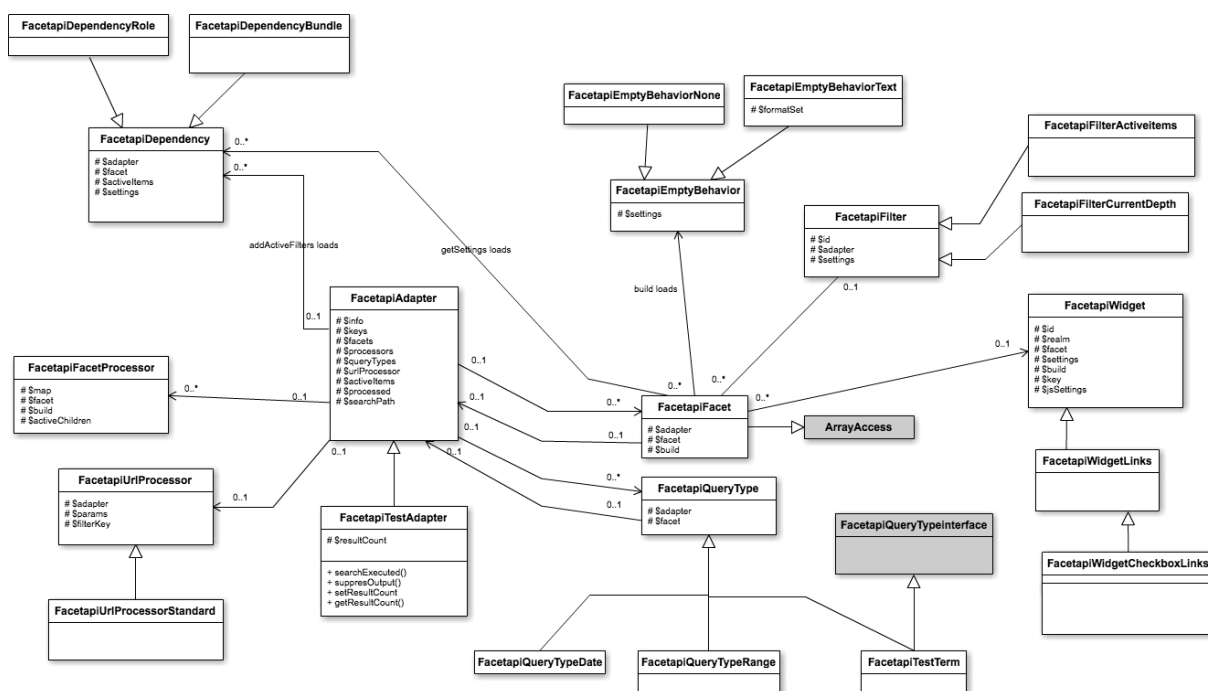 FacetapiDependencyRole
FacetapiDependencyBundle
FacetapiEmptyBehaviorNone
FacetapiEmptyBehaviorText
# $formatSet
FacetapiFilterActiveitems
FacetapiDependency
# $adapter
# $facet
# $activeItems
# $settings
0..*
0..*
FacetapiEmptyBehavior
# $settings
FacetapiFilter
# $id
# $adapter
# $settings
FacetapiFilterCurrentDepth
addActiveFilters loads
getSettings loads
build loads
0..1
FacetapiAdapter
# $info
# $keys
# $facets
# $processors
# $queryTypes
# $urlProcessor
# $activeItems
# $processed
# $searchPath
0..1
FacetapiWidget
# $id
# $realm
# $facet
# $settings
# $build
# $key
# $jsSettings
0..1
FacetapiFacetProcessor
# $map
# $facet
# $build
# $activeChildren
0..*
0..1
0..1
0..*
0..*
0..*
0..*
FacetapiFacet
# $adapter
# $facet
# $build
0..1
0..1
0..1
ArrayAccess
0..1
FacetapiUrlProcessor
# $adapter
# $params
# $filterKey
0..1
0..*
0..1
FacetapiQueryType
# $adapter
# $facet
FacetapiWidgetLinks
FacetapiTestAdapter
# $resultCount
+ searchExecuted()
+ suppresOutput()
+ setResultCount
+ getResultCount()
FacetapiQueryTypeinterface
FacetapiWidgetCheckboxLinks
FacetapiUrlProcessorStandard
FacetapiQueryTypeDate
FacetapiQueryTypeRange
FacetapiTestTerm